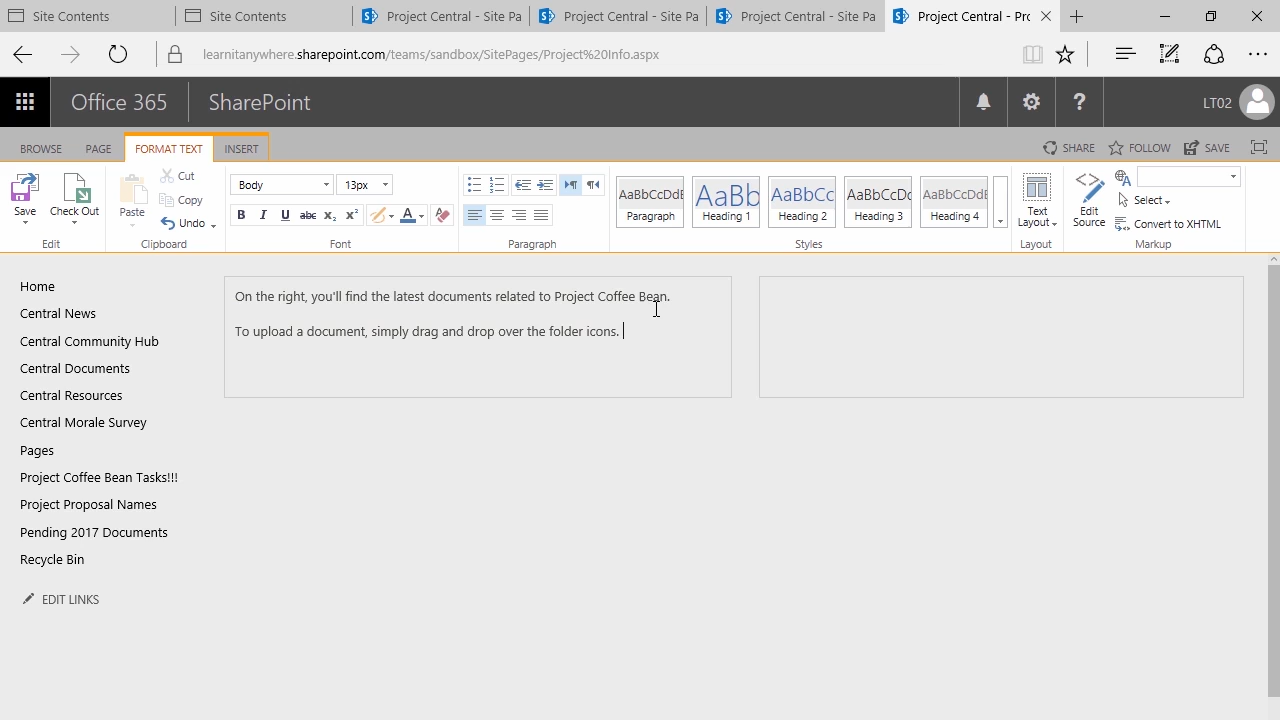 Site Contents
Site Contents
Project Central - Site Pa
Project Central - Site Pa
Project Central - Site Pa
Project Central - Pro
learnitanywhere.sharepoint.com/teams/sandbox/SitePages/Project%20Info.aspx
Office 365
SharePoint
LT02
BROWSE
PAGE
FORMAT TEXT
INSERT
SHARE
FOLLOW
SAVE
Save
Check Out
Edit
Paste
Cut
Copy
Undo
Clipboard
Body
13px
B I U abc x₂ x²
A
Font
Paragraph
AaBbCcDdE
Paragraph
AaBb
Heading 1
AaBbCc
Heading 2
AaBbCcDd
Heading 3
AaBbCcDdE
Heading 4
Styles
Text
Layout
Layout
Edit
Source
Select
Convert to XHTML
Markup
Home
Central News
Central Community Hub
Central Documents
Central Resources
Central Morale Survey
Pages
Project Coffee Bean Tasks!!!
Project Proposal Names
Pending 2017 Documents
Recycle Bin
EDIT LINKS
On the right, you'll find the latest documents related to Project Coffee Bean.
To upload a document, simply drag and drop over the folder icons.